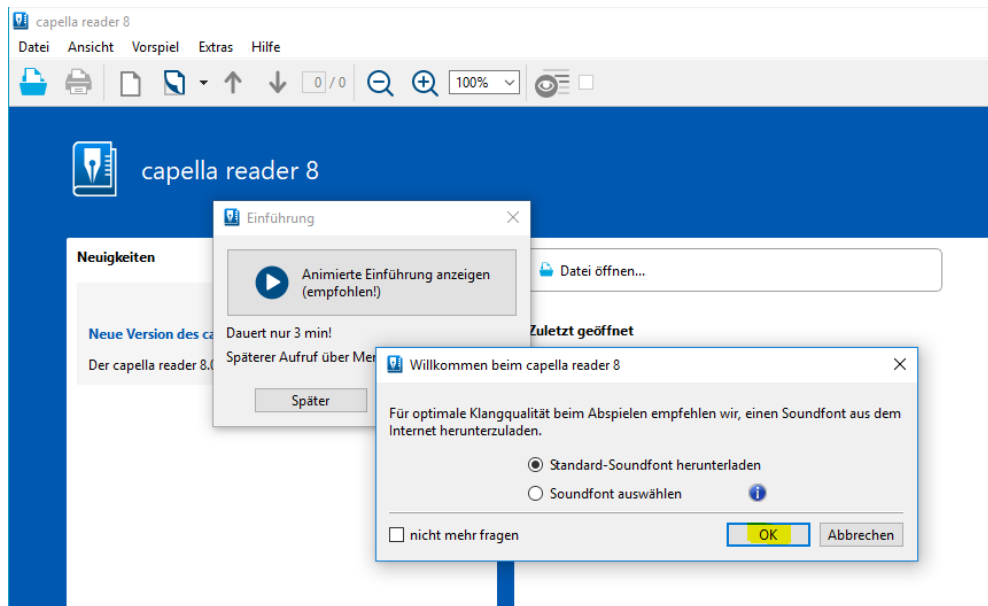 capella reader 8
Datei Ansicht Vorspiel Extras Hilfe
0 / 0 100%
capella reader 8
Einführung
Neuigkeiten
Animierte Einführung anzeigen
(empfohlen!)
Datei öffnen...
Neue Version des
Dauert nur 3 min!
Zuletzt geöffnet
Der capella reader
Späterer Aufruf über
Später
Willkommen beim capella reader 8
Für optimale Klangqualität beim Abspielen empfehlen wir, einen Soundfont aus dem
Internet herunterzuladen.
Standard-Soundfont herunterladen
Soundfont auswählen
nicht mehr fragen
OK
Abbrechen